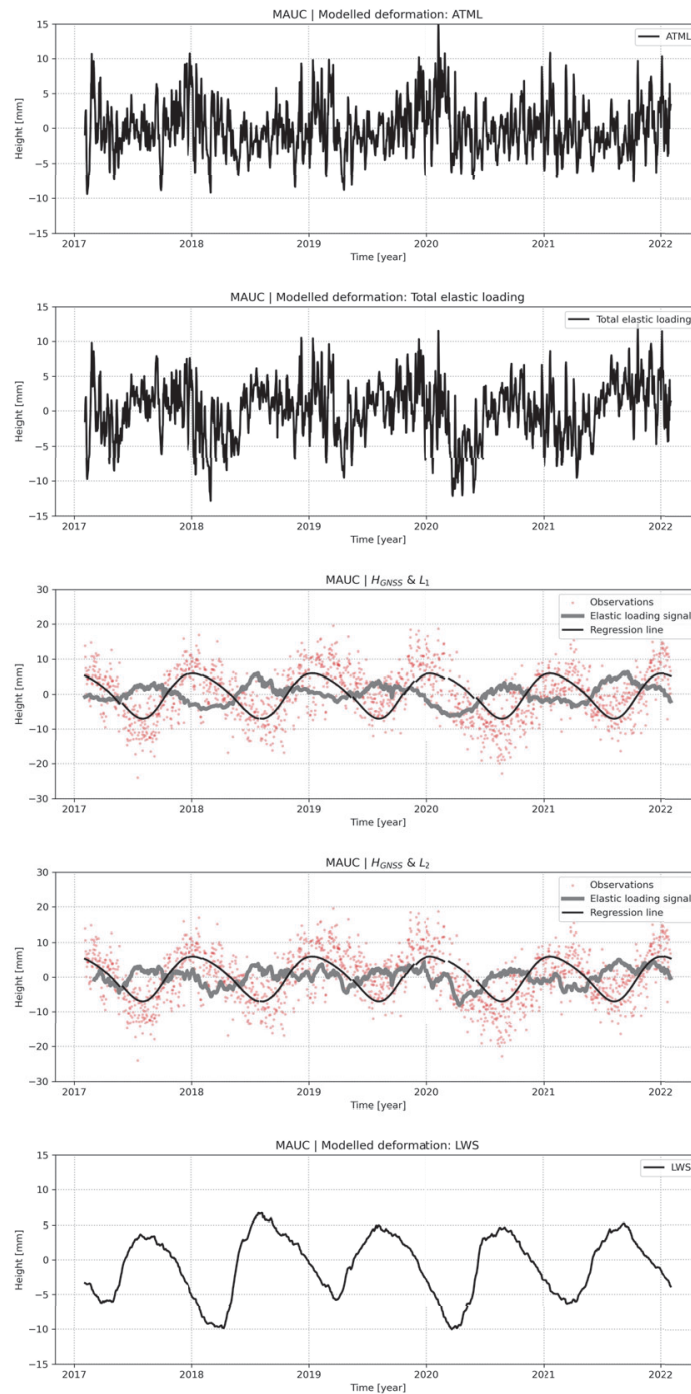 MAUC | Modelled deformation: ATML
ATML
Height [mm]
15
10
5
0
−5
−10
−15
2017 2018 2019 2020 2021 2022
Time [year]
MAUC | Modelled deformation: Total elastic loading
Total elastic loading
Height [mm]
15
10
5
0
−5
−10
−15
2017 2018 2019 2020 2021 2022
Time [year]
MAUC | H_GNSS & L_1
Observations
Elastic loading signal
Regression line
Height [mm]
30
20
10
0
−10
−20
−30
2017 2018 2019 2020 2021 2022
Time [year]
MAUC | H_GNSS & L_2
Observations
Elastic loading signal
Regression line
Height [mm]
30
20
10
0
−10
−20
−30
2017 2018 2019 2020 2021 2022
Time [year]
MAUC | Modelled deformation: LWS
LWS
Height [mm]
15
10
5
0
−5
−10
−15
2017 2018 2019 2020 2021 2022
Time [year]